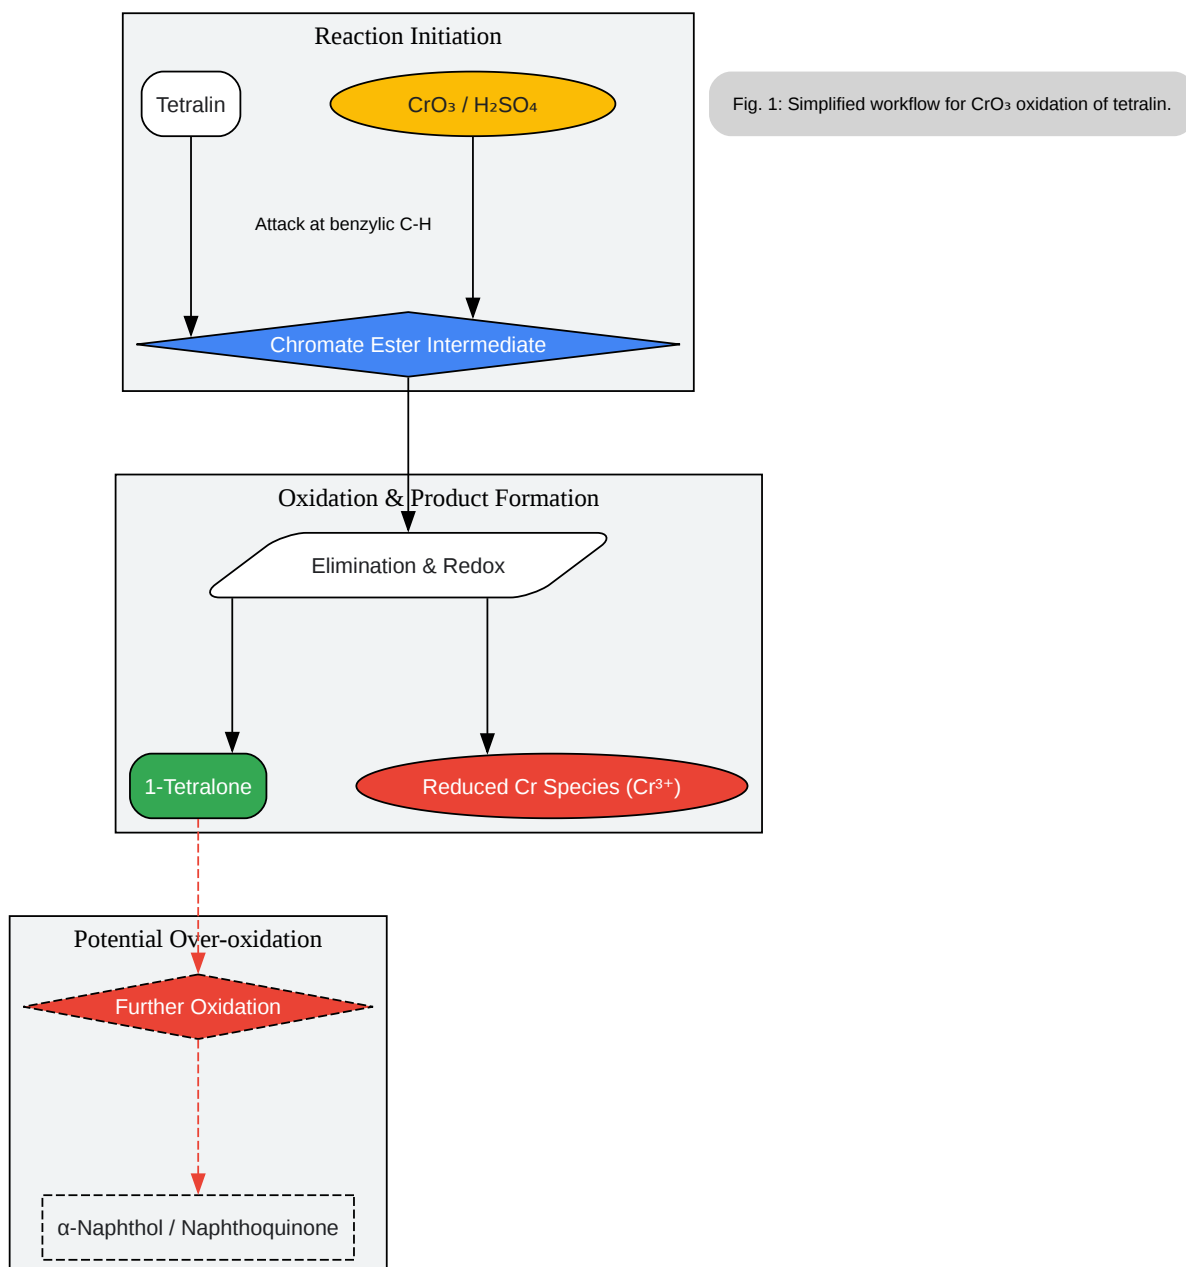 Reaction Initiation
Tetralin
CrO₃ / H₂SO₄
Fig. 1: Simplified workflow for CrO₃ oxidation of tetralin.
Attack at benzylic C-H
Chromate Ester Intermediate
Oxidation & Product Formation
Elimination & Redox
1-Tetralone
Reduced Cr Species (Cr³⁺)
Potential Over-oxidation
Further Oxidation
α-Naphthol / Naphthoquinone